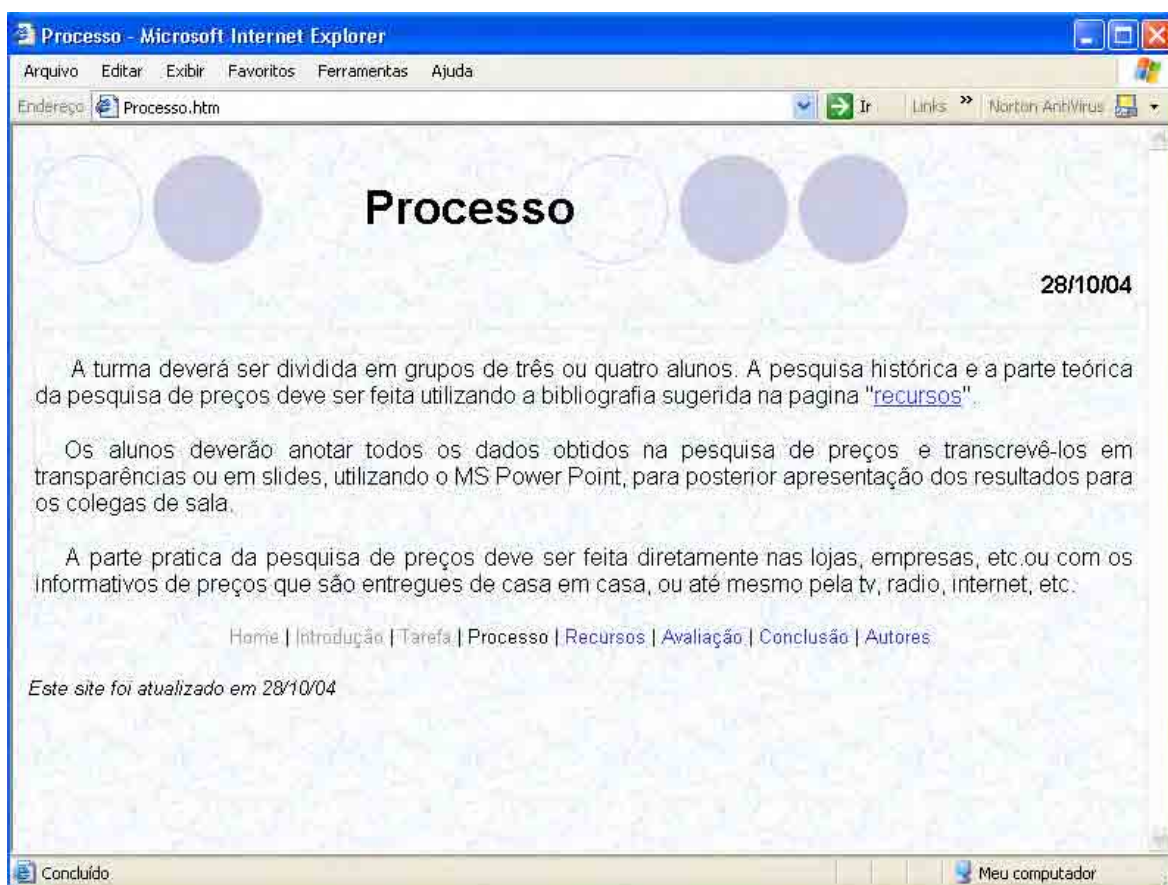 Processo - Microsoft Internet Explorer
Arquivo Editar Exibir Favoritos Ferramentas Ajuda
Endereço Processo.htm Ir Links » Norton AntiVirus
Processo
28/10/04
A turma deverá ser dividida em grupos de três ou quatro alunos. A pesquisa histórica e a parte teórica
da pesquisa de preços deve ser feita utilizando a bibliografia sugerida na pagina "recursos".
Os alunos deverão anotar todos os dados obtidos na pesquisa de preços e transcrevê-los em
transparências ou em slides, utilizando o MS Power Point, para posterior apresentação dos resultados para
os colegas de sala.
A parte pratica da pesquisa de preços deve ser feita diretamente nas lojas, empresas, etc.ou com os
informativos de preços que são entregues de casa em casa, ou até mesmo pela tv, radio, internet, etc.
Home | Introdução | Tarefa | Processo | Recursos | Avaliação | Conclusão | Autores
Este site foi atualizado em 28/10/04
Concluído Meu computador